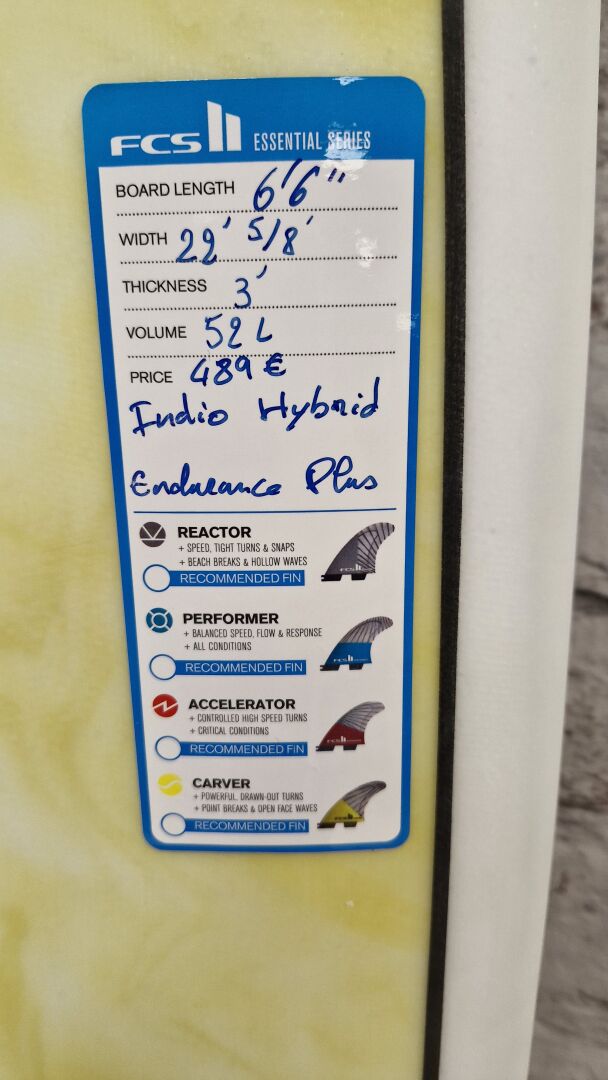 FCS II ESSENTIAL SERIES
BOARD LENGTH 6'6"
WIDTH 22' 5/8'
THICKNESS 3'
VOLUME 52 L
PRICE 489 €
Indio Hybrid
Endurance Plus
REACTOR
+ SPEED, TIGHT TURNS & SNAPS
+ BEACH BREAKS & HOLLOW WAVES
RECOMMENDED FIN
PERFORMER
+ BALANCED SPEED, FLOW & RESPONSE
+ ALL CONDITIONS
RECOMMENDED FIN
ACCELERATOR
+ CONTROLLED HIGH SPEED TURNS
+ CRITICAL CONDITIONS
RECOMMENDED FIN
CARVER
+ POWERFUL, DRAWN-OUT TURNS
+ POINT BREAKS & OPEN FACE WAVES
RECOMMENDED FIN